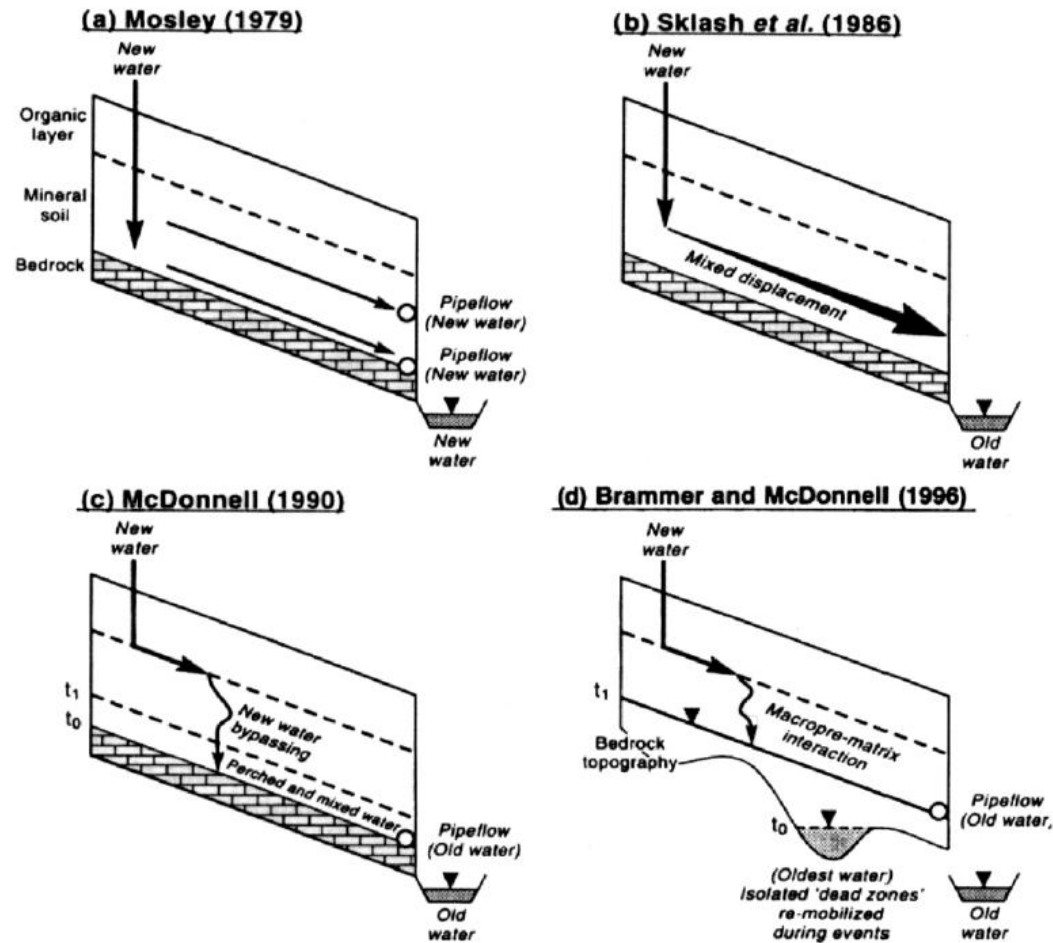 (a) Mosley (1979)
New
water
Organic
layer
Mineral
soil
Bedrock
Pipeflow
(New water)
Pipeflow
(New water)
New
water
(b) Sklash et al. (1986)
New
water
Mixed displacement
Old
water
(c) McDonnell (1990)
New
water
t1
t0
New water
bypassing
Perched and mixed water
Pipeflow
(Old water)
Old
water
(d) Brammer and McDonnell (1996)
New
water
t1
Bedrock
topography
Macropre-matrix
interaction
t0
Pipeflow
(Old water,
(Oldest water)
Isolated 'dead zones'
re-mobilized
during events
Old
water